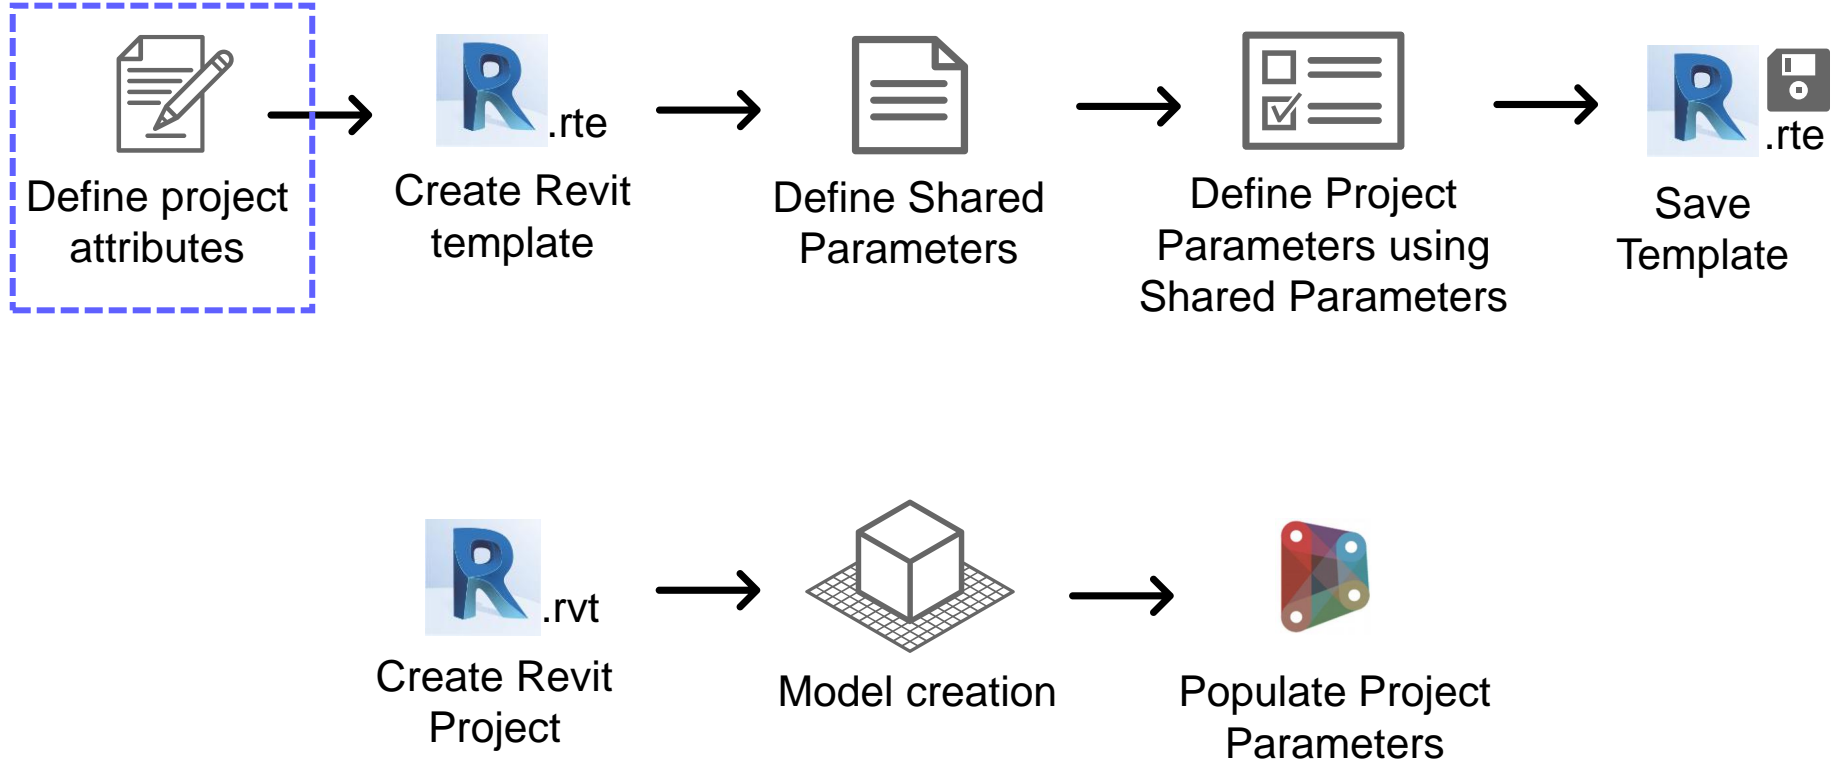 .rte
Define project
attributes
Create Revit
template
Define Shared
Parameters
Define Project
Parameters using
Shared Parameters
.rte
Save
Template
.rvt
Create Revit
Project
Model creation
Populate Project
Parameters